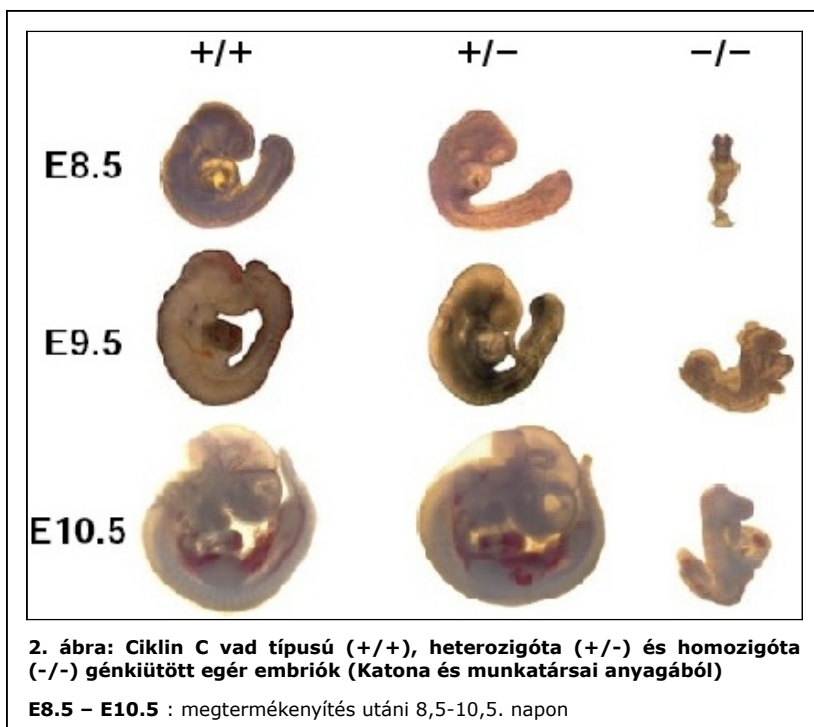 +/+ +/− −/−
E8.5
E9.5
E10.5
2. ábra: Ciklin C vad típusú (+/+), heterozigóta (+/-) és homozigóta
(-/-) génkiütött egér embriók (Katona és munkatársai anyagából)
E8.5 – E10.5 : megtermékenyítés utáni 8,5-10,5. napon